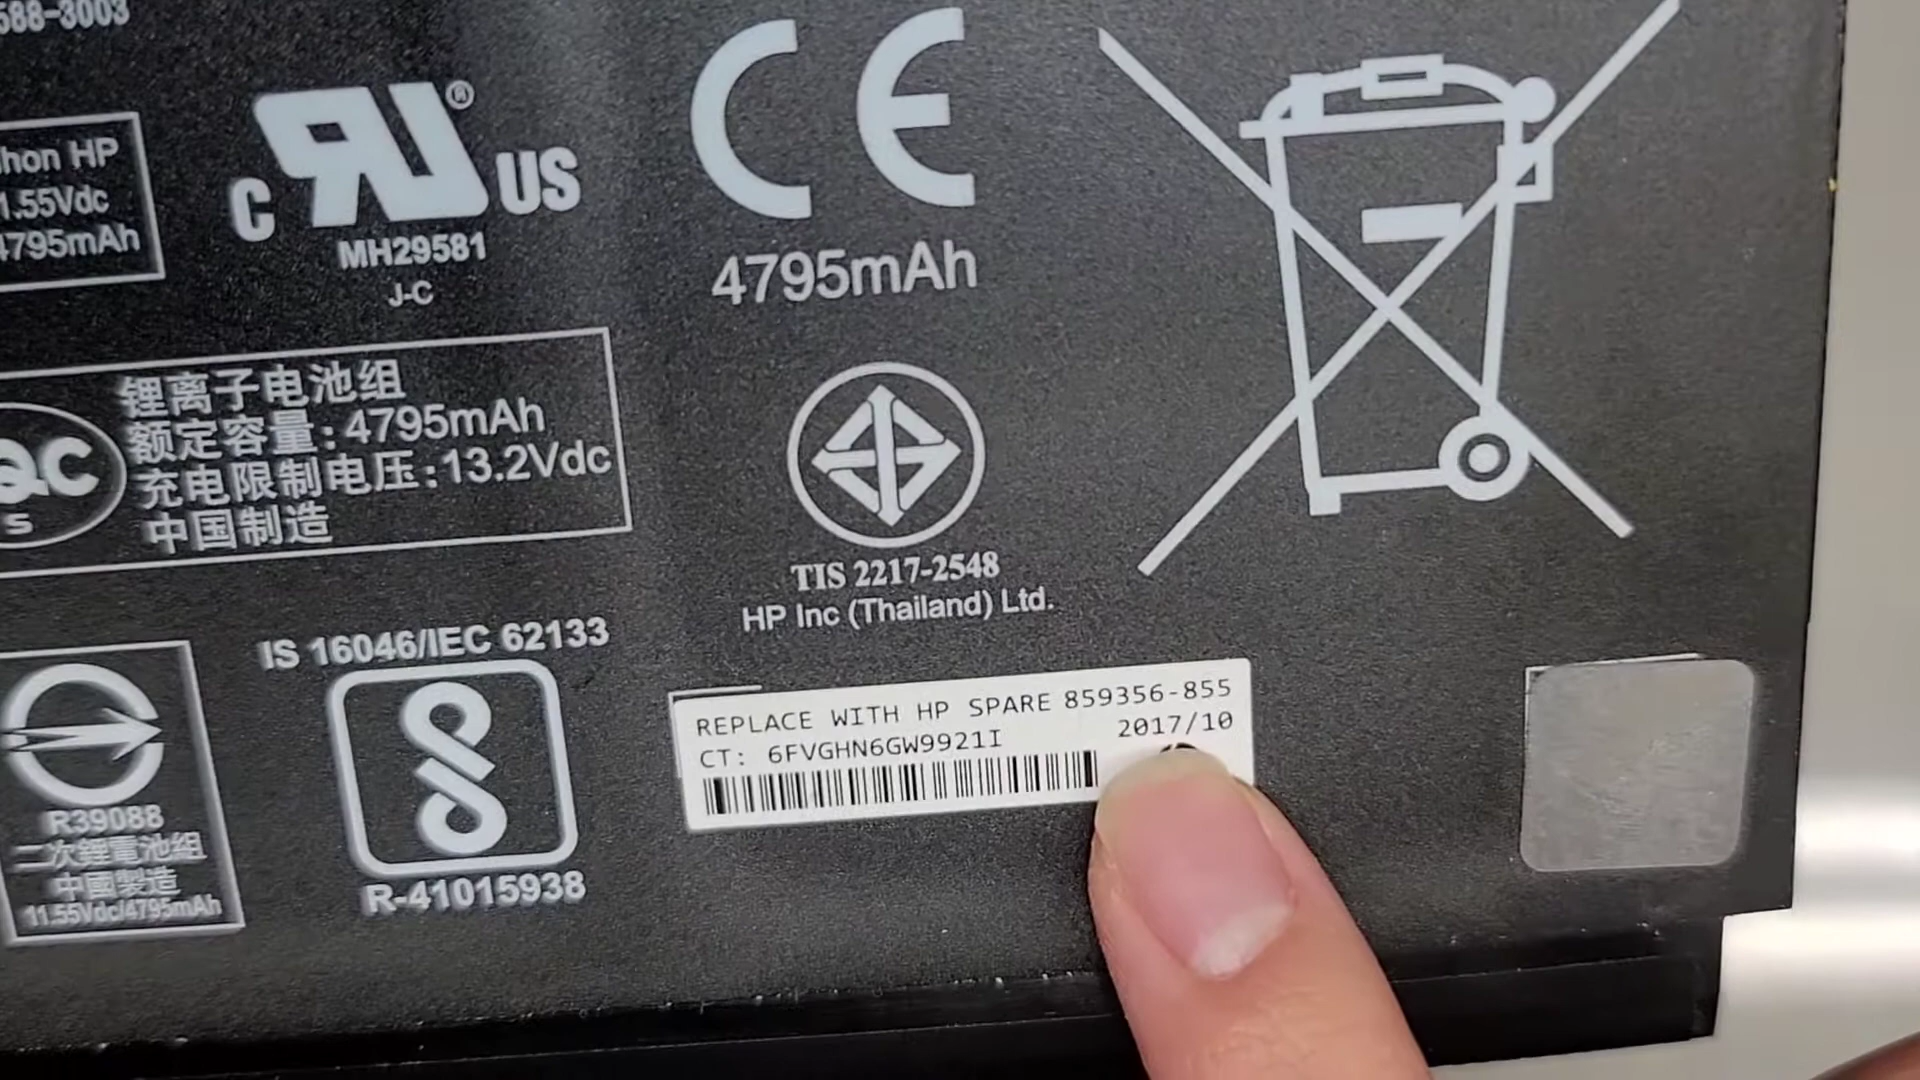 588-3003
hon HP
1.55Vdc
4795mAh
C RU ® US
MH29581
J-C
CE
4795mAh
锂离子电池组
额定容量:4795mAh
充电限制电压:13.2Vdc
中国制造
QC
S
TIS 2217-2548
HP Inc (Thailand) Ltd.
IS 16046/IEC 62133
R-41015938
R39088
二次鋰電池組
中國製造
11.55Vdc/4795mAh
REPLACE WITH HP SPARE 859356-855
CT: 6FVGHN6GW9921I 2017/10